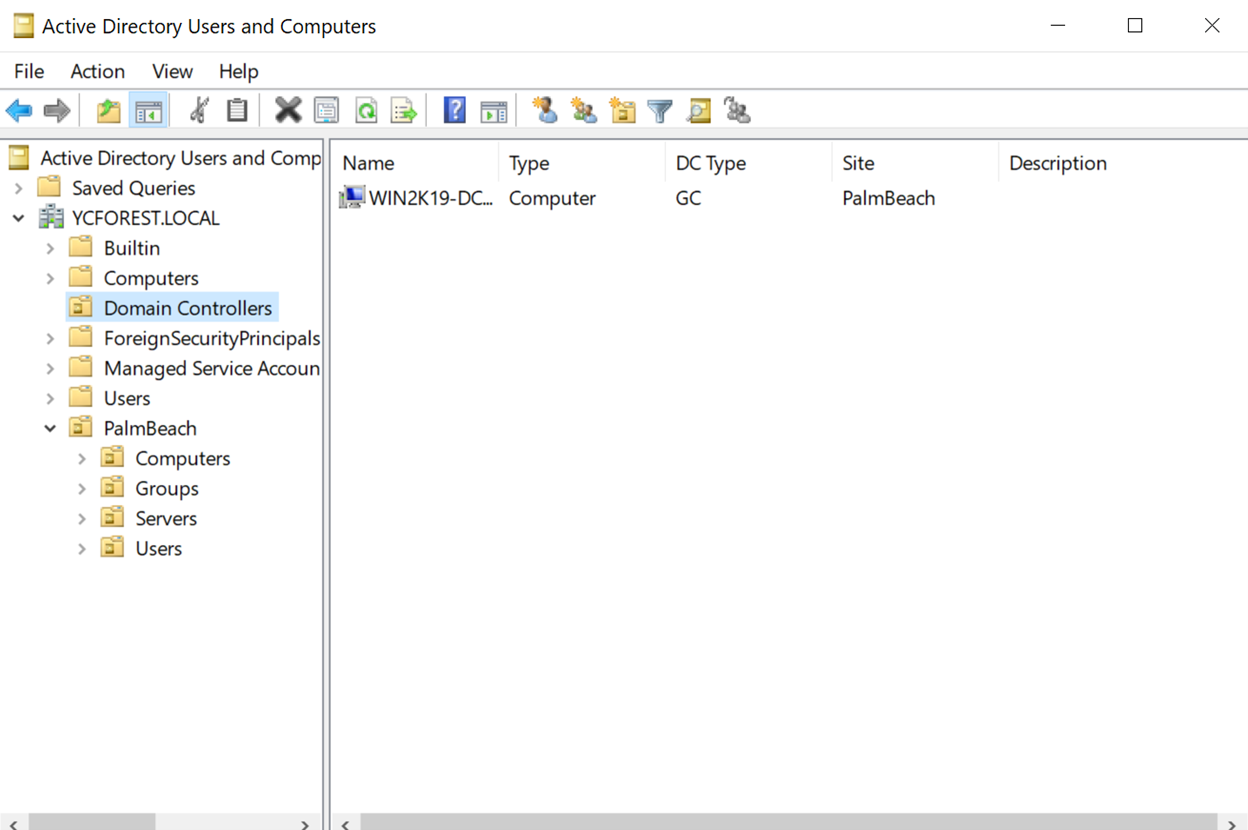 Active Directory Users and Computers
File Action View Help
Active Directory Users and Comp
Saved Queries
YCFOREST.LOCAL
Builtin
Computers
Domain Controllers
ForeignSecurityPrincipals
Managed Service Accoun
Users
PalmBeach
Computers
Groups
Servers
Users
Name Type DC Type Site Description
WIN2K19-DC... Computer GC PalmBeach